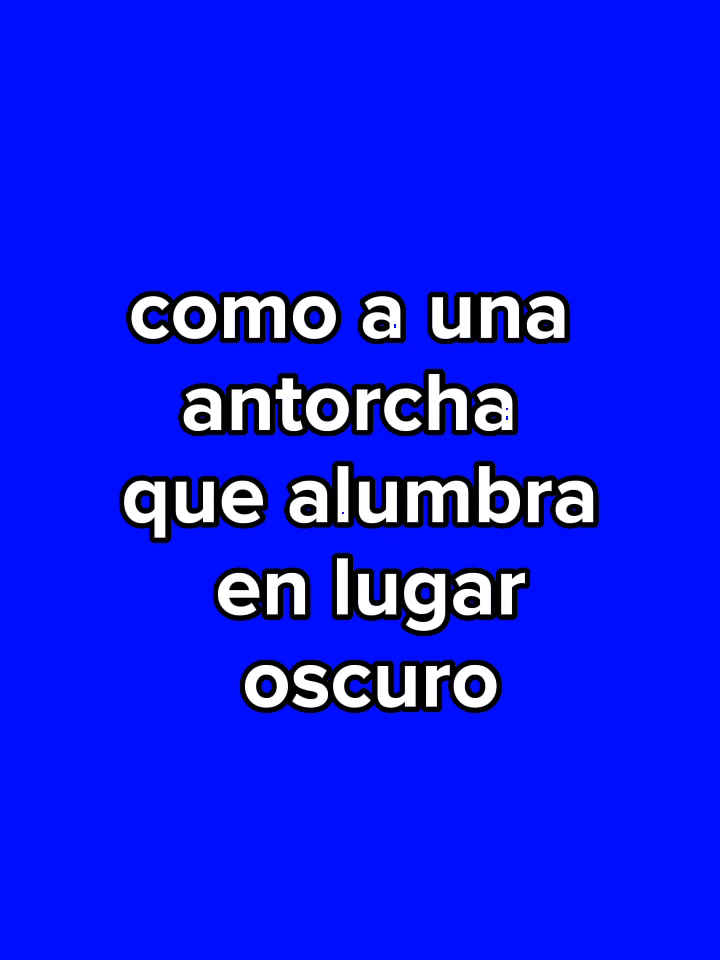 como a una
antorcha
que alumbra
en lugar
oscuro